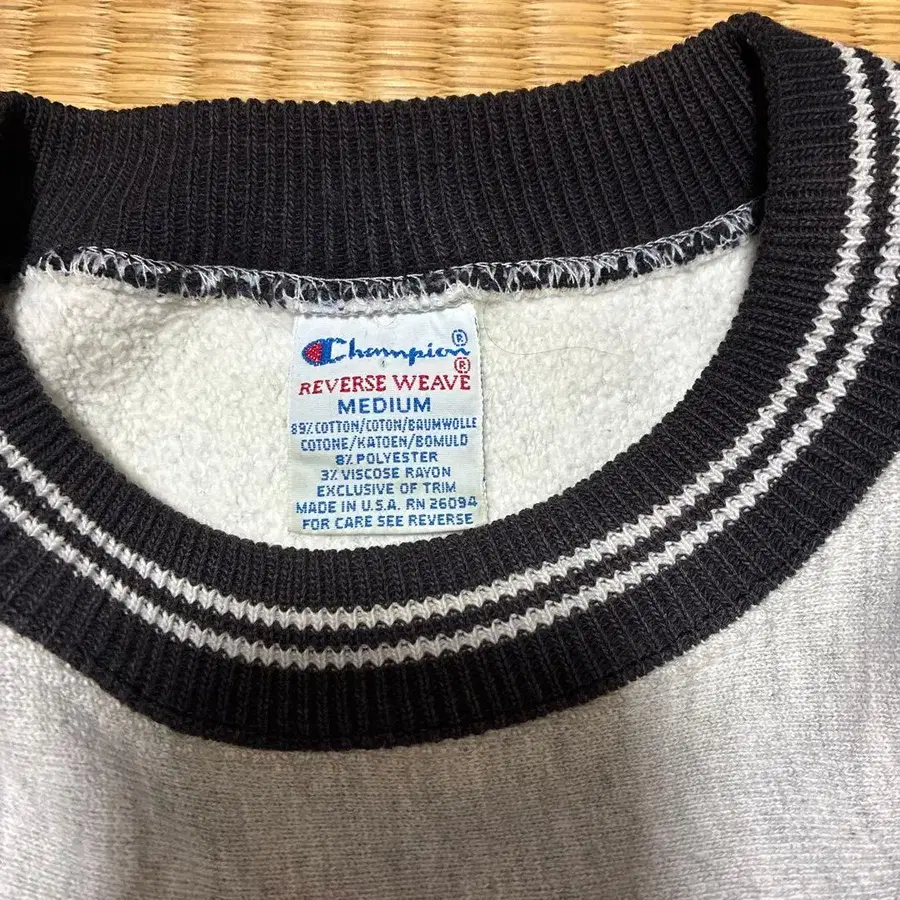 Champion®
REVERSE WEAVE®
MEDIUM
89% COTTON/COTON/BAUMWOLLE
COTONE/KATOEN/BOMULD
8% POLYESTER
3% VISCOSE RAYON
EXCLUSIVE OF TRIM
MADE IN U.S.A. RN 26094
FOR CARE SEE REVERSE